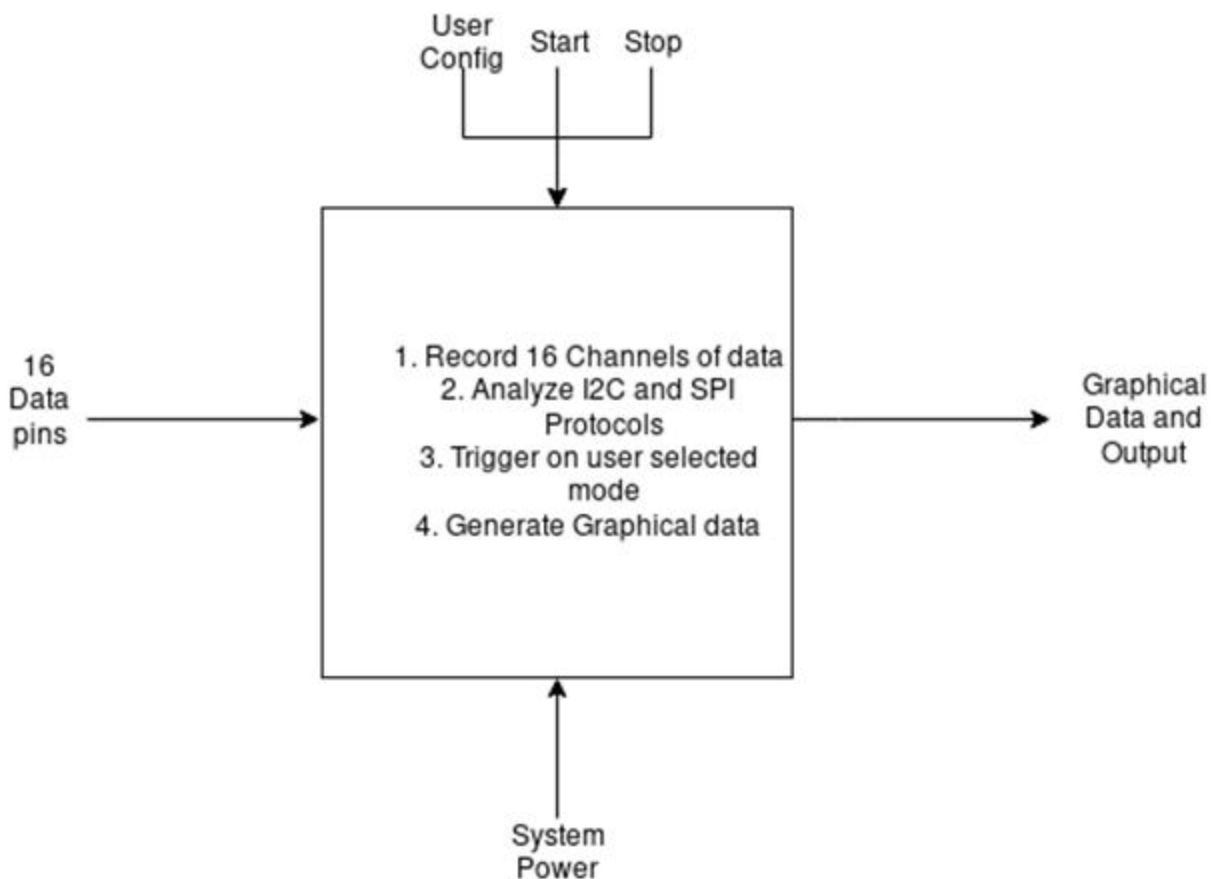 User
Config
Start
Stop
16
Data
pins
1. Record 16 Channels of data
2. Analyze I2C and SPI
Protocols
3. Trigger on user selected
mode
4. Generate Graphical data
Graphical
Data and
Output
System
Power